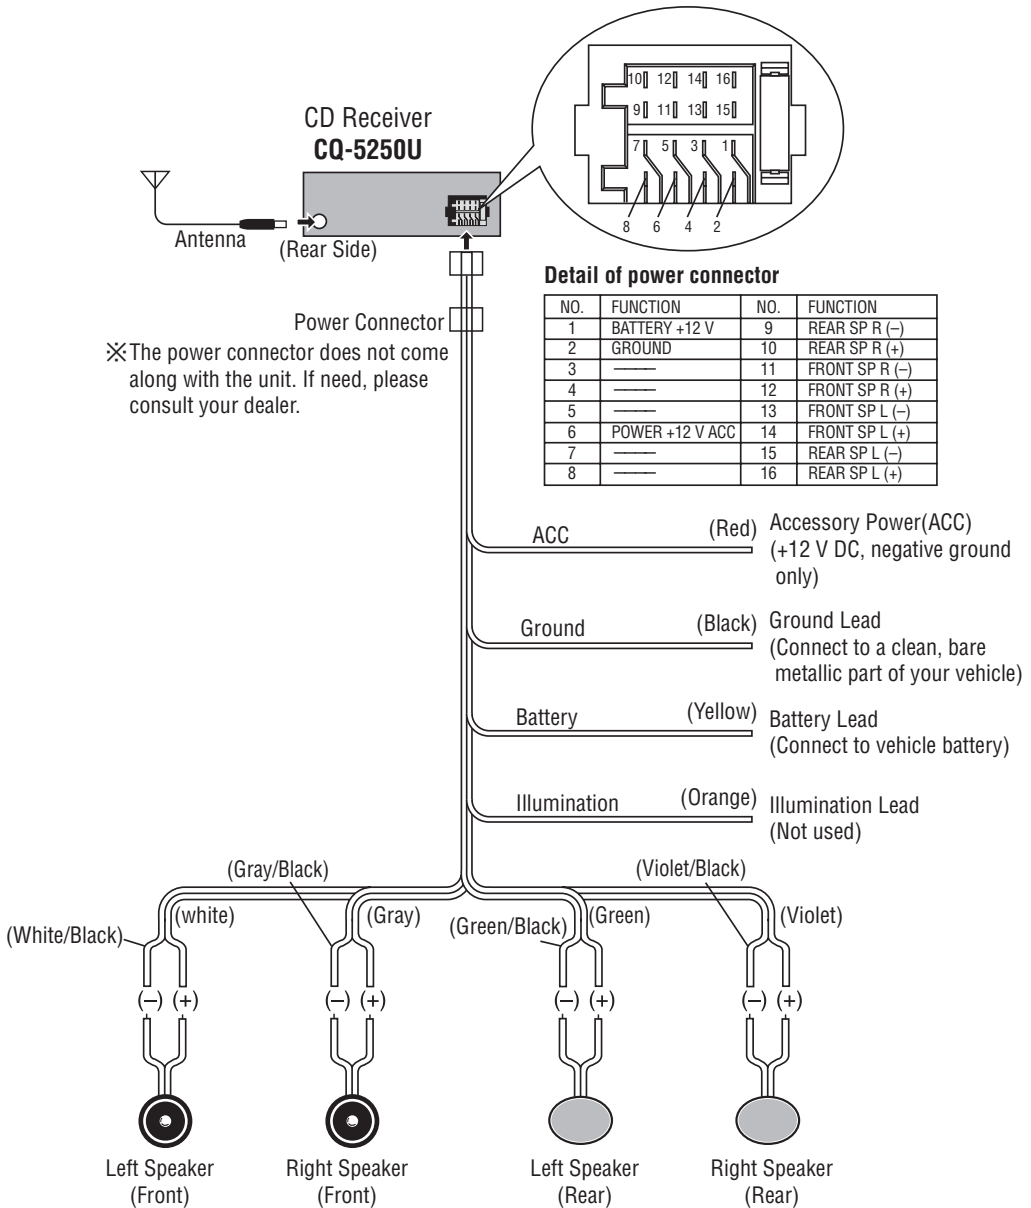 10 12 14 16
9 11 13 15
7 5 3 1
8 6 4 2
CD Receiver
CQ-5250U
Antenna
(Rear Side)
Power Connector
※The power connector does not come
along with the unit. If need, please
consult your dealer.
Detail of power connector
NO. FUNCTION NO. FUNCTION
1 BATTERY +12 V 9 REAR SP R (–)
2 GROUND 10 REAR SP R (+)
3 ——— 11 FRONT SP R (–)
4 ——— 12 FRONT SP R (+)
5 ——— 13 FRONT SP L (–)
6 POWER +12 V ACC 14 FRONT SP L (+)
7 ——— 15 REAR SP L (–)
8 ——— 16 REAR SP L (+)
ACC (Red)
Accessory Power(ACC)
(+12 V DC, negative ground
only)
Ground (Black)
Ground Lead
(Connect to a clean, bare
metallic part of your vehicle)
Battery (Yellow)
Battery Lead
(Connect to vehicle battery)
Illumination (Orange)
Illumination Lead
(Not used)
(Gray/Black) (Violet/Black)
(White/Black) (white) (Gray) (Green/Black) (Green) (Violet)
(–) (+) (–) (+) (–) (+) (–) (+)
Left Speaker
(Front)
Right Speaker
(Front)
Left Speaker
(Rear)
Right Speaker
(Rear)